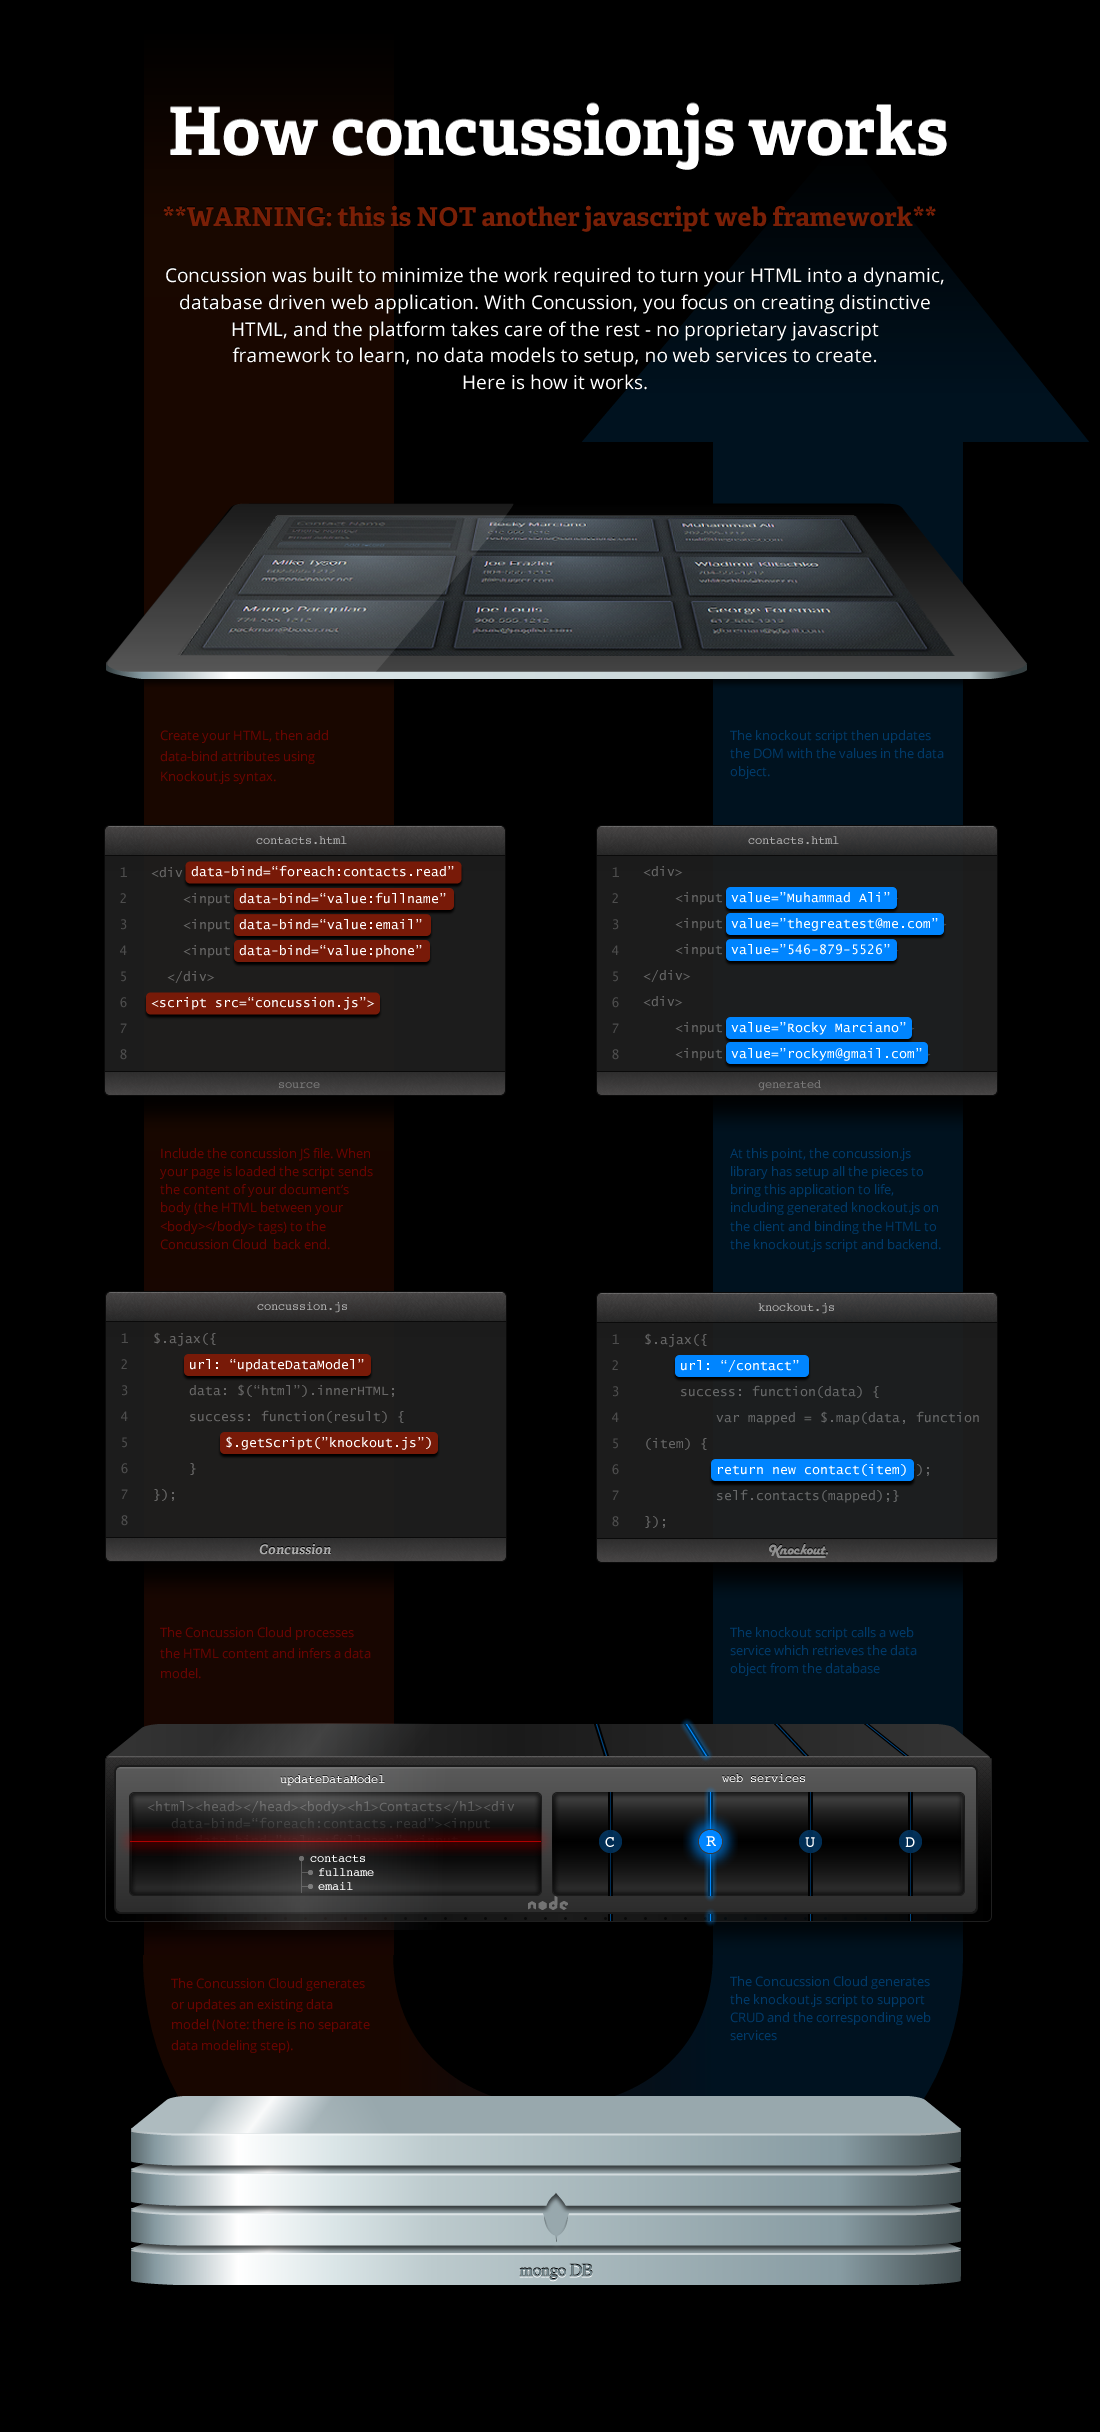 How concussionjs works
**WARNING: this is NOT another javascript web framework**
Concussion was built to minimize the work required to turn your HTML into a dynamic,
database driven web application. With Concussion, you focus on creating distinctive
HTML, and the platform takes care of the rest - no proprietary javascript
framework to learn, no data models to setup, no web services to create.
Here is how it works.
Contact Name
Rocky Marciano
Muhammad Ali
Mike Tyson
Joe Frazier
Wladimir Klitschko
Manny Pacquiao
774.555.1212
packman@boxer.net
Joe Louis
900.555.1212
George Foreman
617.555.1212
Create your HTML, then add
data-bind attributes using
Knockout.js syntax.
The knockout script then updates
the DOM with the values in the data
object.
contacts.html
1 <div data-bind=“foreach:contacts.read”
2 <input data-bind=“value:fullname”
3 <input data-bind=“value:email”
4 <input data-bind=“value:phone”
5 </div>
6 <script src=“concussion.js”>
7
8
source
contacts.html
1 <div>
2 <input value=”Muhammad Ali”
3 <input value=”thegreatest@me.com”
4 <input value=”546-879-5526”
5 </div>
6 <div>
7 <input value=”Rocky Marciano”
8 <input value=”rockym@gmail.com”
generated
Include the concussion JS file. When
your page is loaded the script sends
the content of your document's
body (the HTML between your
<body></body> tags) to the
Concussion Cloud back end.
At this point, the concussion.js
library has setup all the pieces to
bring this application to life,
including generated knockout.js on
the client and binding the HTML to
the knockout.js script and backend.
concussion.js
1 $.ajax({
2 url: “updateDataModel”
3 data: $(“html”).innerHTML;
4 success: function(result) {
5 $.getScript(”knockout.js”)
6 }
7 });
8
Concussion
knockout.js
1 $.ajax({
2 url: “/contact”
3 success: function(data) {
4 var mapped = $.map(data, function
5 (item) {
6 return new contact(item) );
7 self.contacts(mapped);}
8 });
Knockout.
The Concussion Cloud processes
the HTML content and infers a data
model.
The knockout script calls a web
service which retrieves the data
object from the database
updateDataModel
<html><head></head><body><h1>Contacts</h1><div
data-bind="foreach:contacts.read"><input
contacts
fullname
email
web services
C R U D
node
The Concussion Cloud generates
or updates an existing data
model (Note: there is no separate
data modeling step).
The Concucssion Cloud generates
the knockout.js script to support
CRUD and the corresponding web
services
mongo DB